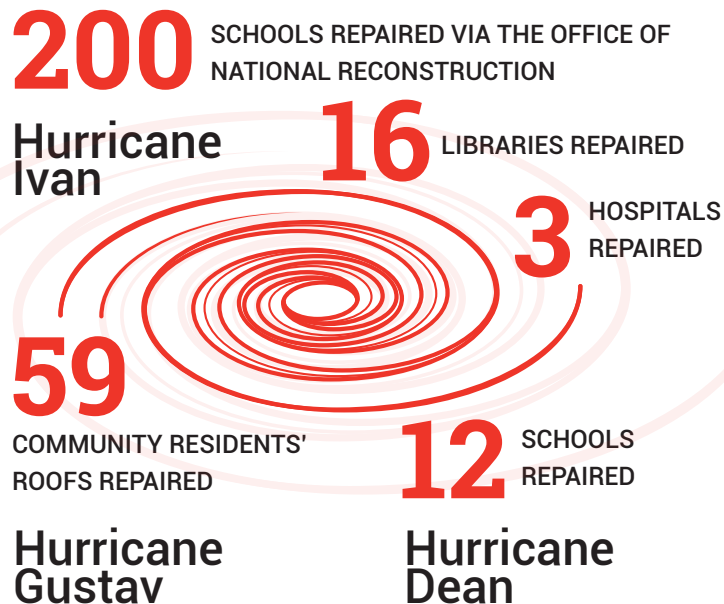 200 SCHOOLS REPAIRED VIA THE OFFICE OF
NATIONAL RECONSTRUCTION
Hurricane
Ivan
16 LIBRARIES REPAIRED
3 HOSPITALS
REPAIRED
59
COMMUNITY RESIDENTS'
ROOFS REPAIRED
Hurricane
Gustav
12 SCHOOLS
REPAIRED
Hurricane
Dean